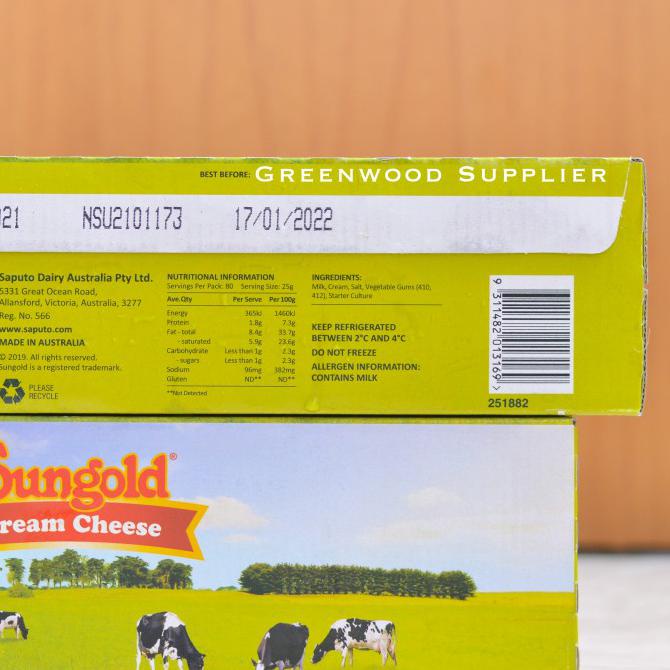 BEST BEFORE: GREENWOOD SUPPLIER
21 NSU2101173 17/01/2022
Saputo Dairy Australia Pty Ltd.
5331 Great Ocean Road,
Allansford, Victoria, Australia, 3277
Reg. No. 566
www.saputo.com
MADE IN AUSTRALIA
© 2019. All rights reserved.
Sungold is a registered trademark.
PLEASE
RECYCLE
NUTRITIONAL INFORMATION
Servings Per Pack: 80 Serving Size: 25g
Ave.Qty Per Serve Per 100g
Energy 365kJ 1460kJ
Protein 1.8g 7.3g
Fat - total 8.4g 33.7g
- saturated 5.9g 23.6g
Carbohydrate Less than 1g 2.3g
- sugars Less than 1g 2.3g
Sodium 96mg 382mg
Gluten ND** ND**
**Not Detected
INGREDIENTS:
Milk, Cream, Salt, Vegetable Gums (410,
412), Starter Culture
KEEP REFRIGERATED
BETWEEN 2°C AND 4°C
DO NOT FREEZE
ALLERGEN INFORMATION:
CONTAINS MILK
9 311482 013169 >
251882
Sungold®
ream Cheese